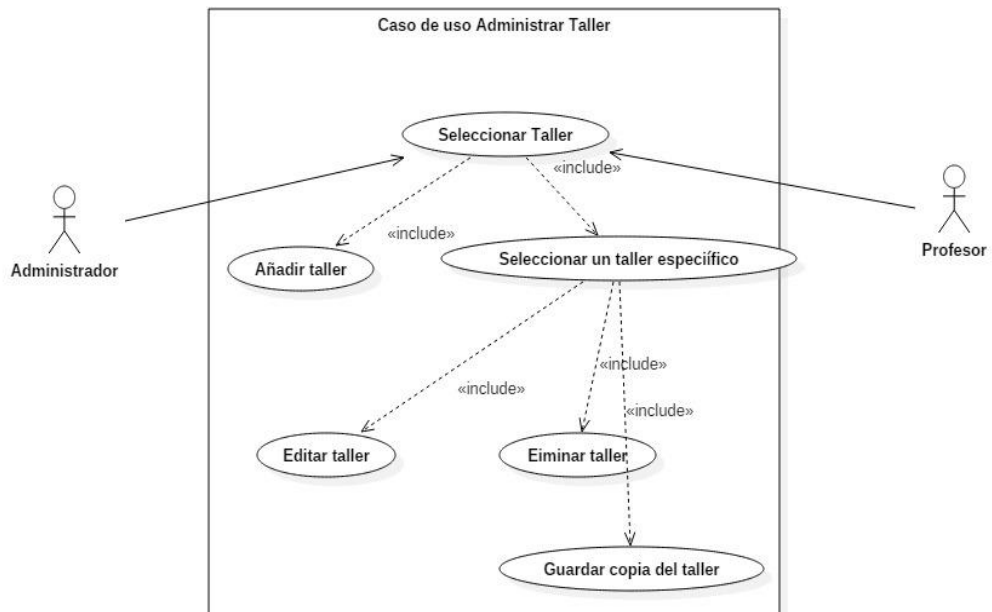 Caso de uso Administrar Taller
Seleccionar Taller
«include»
«include»
Administrador
Profesor
Añadir taller
Seleccionar un taller especiífico
«include»
«include»
«include»
Editar taller
Eiminar taller
Guardar copia del taller